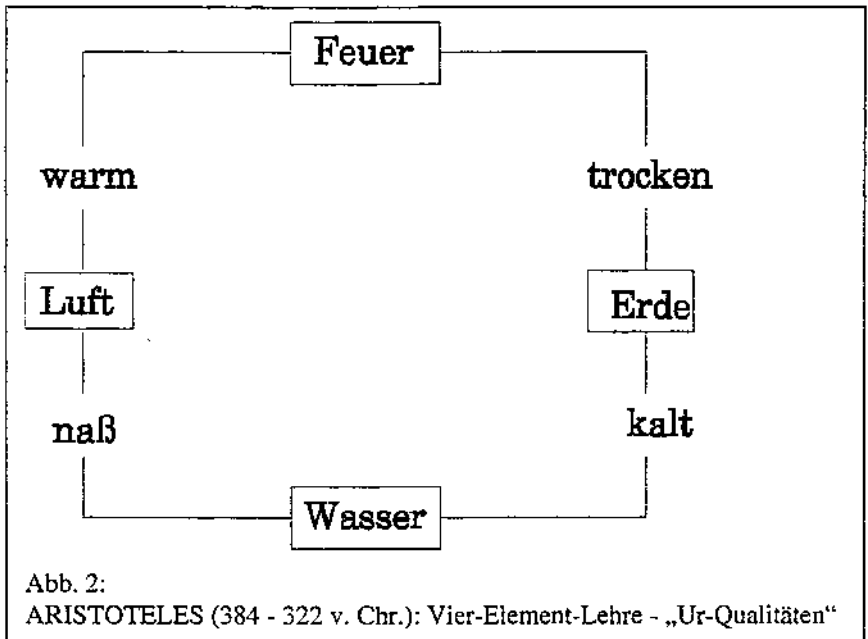 Feuer
warm trocken
Luft Erde
naß kalt
Wasser
Abb. 2:
ARISTOTELES (384 - 322 v. Chr.): Vier-Element-Lehre - „Ur-Qualitäten“